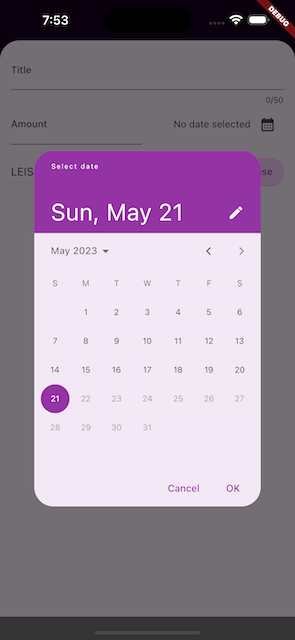 7:53
DEBUG
Title
0/50
Amount
No date selected
LEIS
Select date
Sun, May 21
May 2023
S M T W T F S
1 2 3 4 5 6
7 8 9 10 11 12 13
14 15 16 17 18 19 20
21 22 23 24 25 26 27
28 29 30 31
Cancel OK